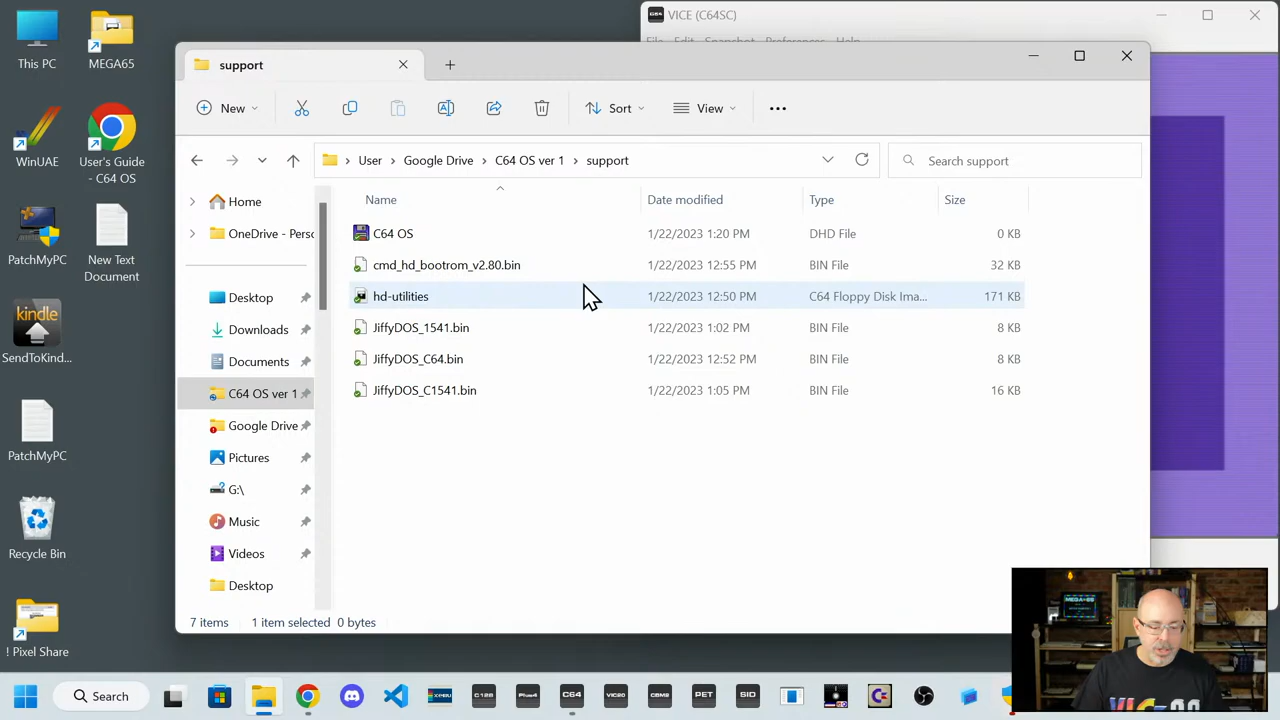 This PC
MEGA65
WinUAE
User's Guide
- C64 OS
PatchMyPC
New Text
Document
kindle
SendToKind...
PatchMyPC
Recycle Bin
! Pixel Share
C64
VICE (C64SC)
File Edit Snapshot Preferences Help
support
New
Sort
View
User
Google Drive
C64 OS ver 1
support
Search support
Name
Date modified
Type
Size
C64 OS
1/22/2023 1:20 PM
DHD File
0 KB
cmd_hd_bootrom_v2.80.bin
1/22/2023 12:55 PM
BIN File
32 KB
hd-utilities
1/22/2023 12:50 PM
C64 Floppy Disk Ima...
171 KB
JiffyDOS_1541.bin
1/22/2023 1:02 PM
BIN File
8 KB
JiffyDOS_C64.bin
1/22/2023 12:52 PM
BIN File
8 KB
JiffyDOS_C1541.bin
1/22/2023 1:05 PM
BIN File
16 KB
Home
OneDrive - Persc
Desktop
Downloads
Documents
C64 OS ver 1
Google Drive
Pictures
G:\
Music
Videos
Desktop
7 items
1 item selected 0 bytes
Search
XPLUS
C128
Plus4
C64
VIC20
CBM2
PET
SID
MEGA65